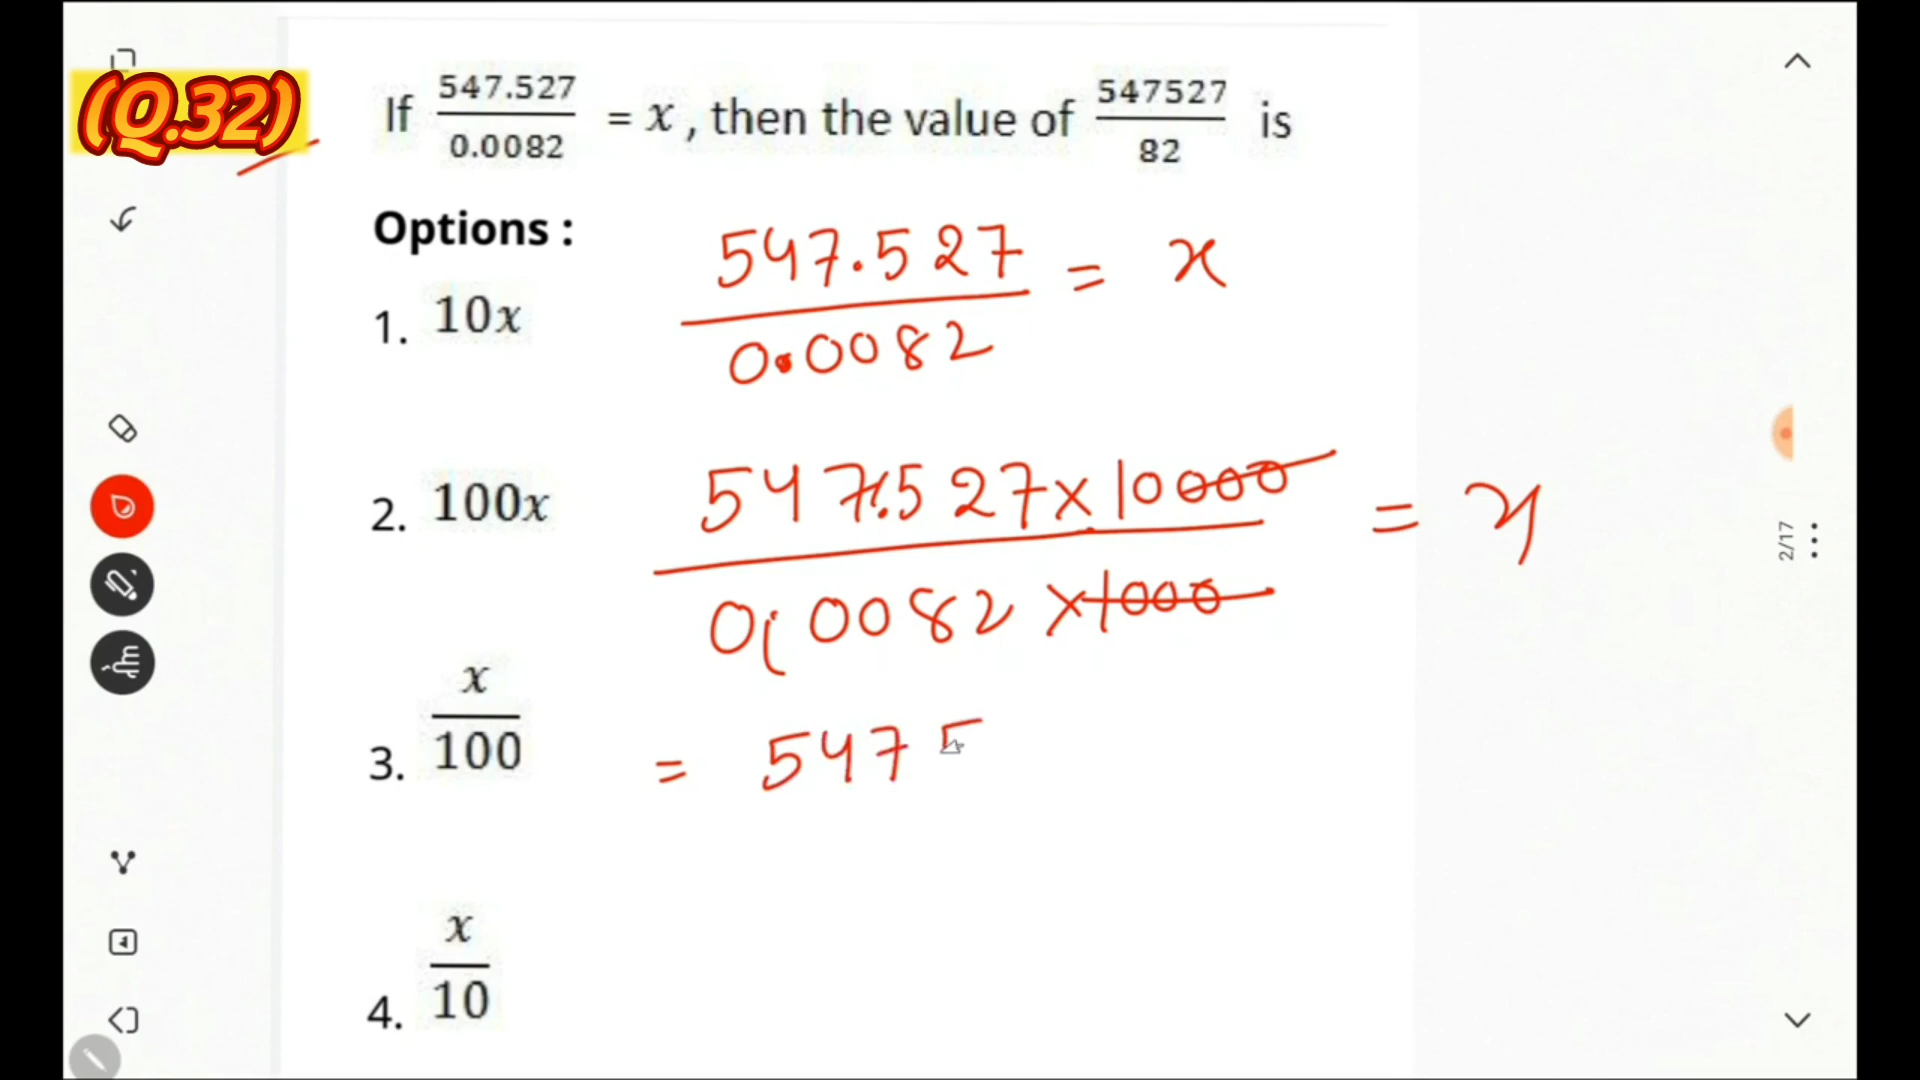 (Q.32)
If 547.527/0.0082 = x, then the value of 547527/82 is
Options :
1. 10x
547.527/0.0082 = x
2. 100x
547.527×10000/0.0082×1000 = x
3. x/100
= 5475
4. x/10
2/17